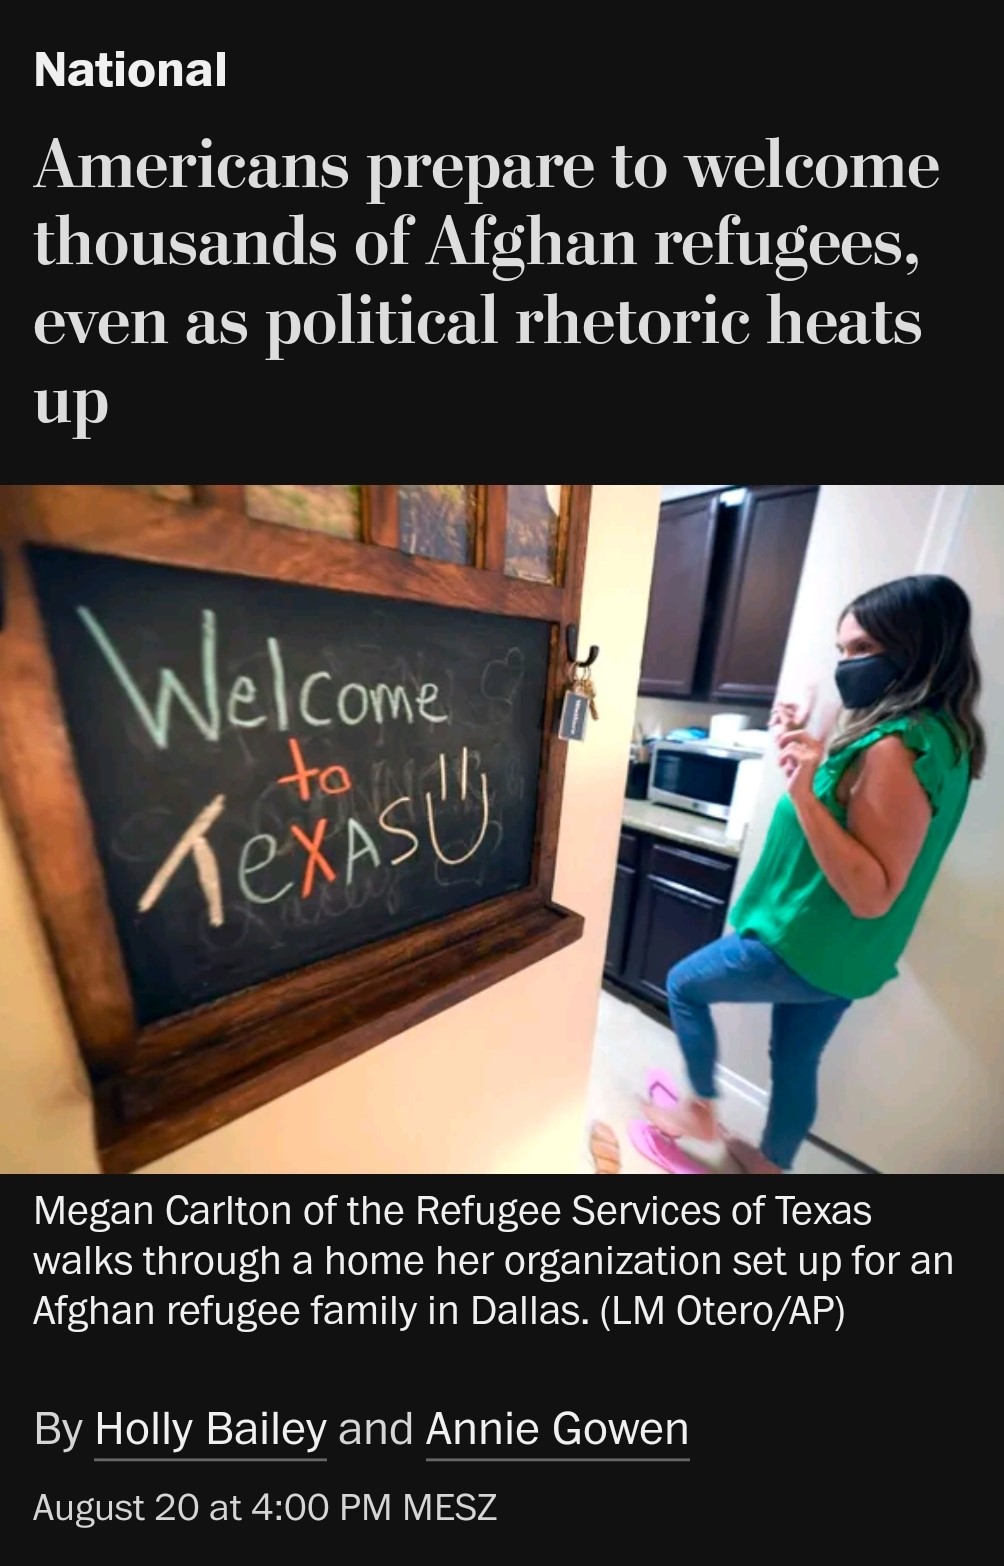 National
Americans prepare to welcome
thousands of Afghan refugees,
even as political rhetoric heats
up
Welcome
to
TexAs
Megan Carlton of the Refugee Services of Texas
walks through a home her organization set up for an
Afghan refugee family in Dallas. (LM Otero/AP)
By Holly Bailey and Annie Gowen
August 20 at 4:00 PM MESZ